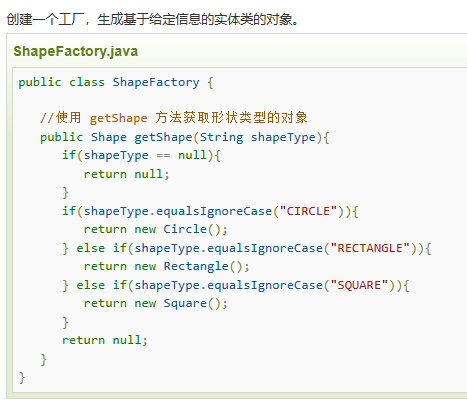 创建一个工厂，生成基于给定信息的实体类的对象。
ShapeFactory.java
public class ShapeFactory {
   //使用 getShape 方法获取形状类型的对象
   public Shape getShape(String shapeType){
      if(shapeType == null){
         return null;
      }
      if(shapeType.equalsIgnoreCase("CIRCLE")){
         return new Circle();
      } else if(shapeType.equalsIgnoreCase("RECTANGLE")){
         return new Rectangle();
      } else if(shapeType.equalsIgnoreCase("SQUARE")){
         return new Square();
      }
      return null;
   }
}